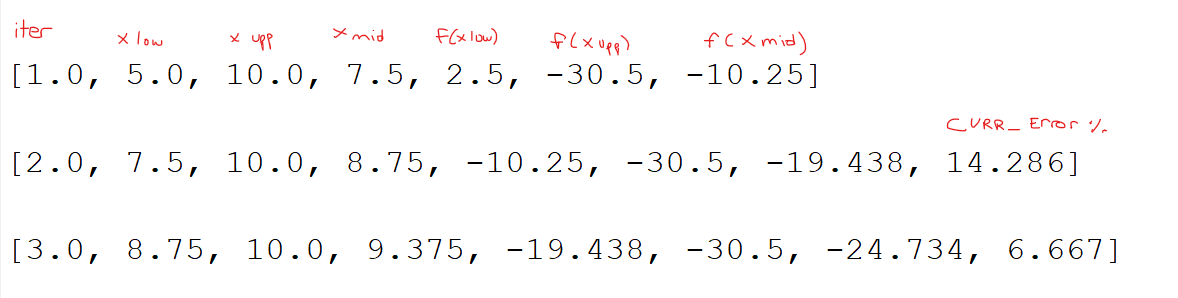 iter x low x upp x mid f(x low) f(x upp) f(x mid)
[1.0, 5.0, 10.0, 7.5, 2.5, -30.5, -10.25]
CURR_Error %
[2.0, 7.5, 10.0, 8.75, -10.25, -30.5, -19.438, 14.286]
[3.0, 8.75, 10.0, 9.375, -19.438, -30.5, -24.734, 6.667]